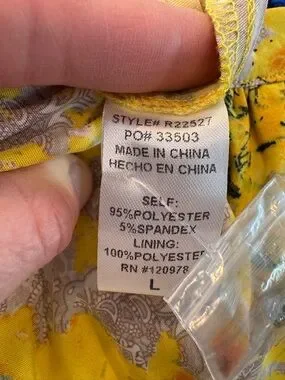 STYLE# R22527
PO# 33503
MADE IN CHINA
HECHO EN CHINA
SELF:
95%POLYESTER
5%SPANDEX
LINING:
100%POLYESTER
RN #120978
L